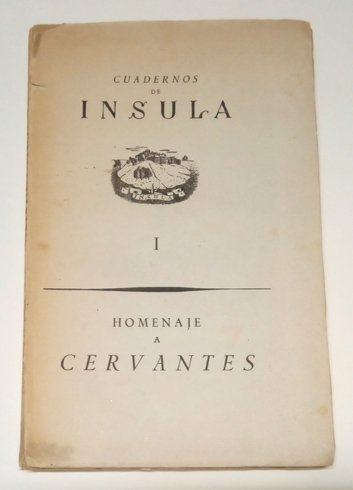 CUADERNOS
DE
INSULA
INSULA
I
HOMENAJE
A
CERVANTES